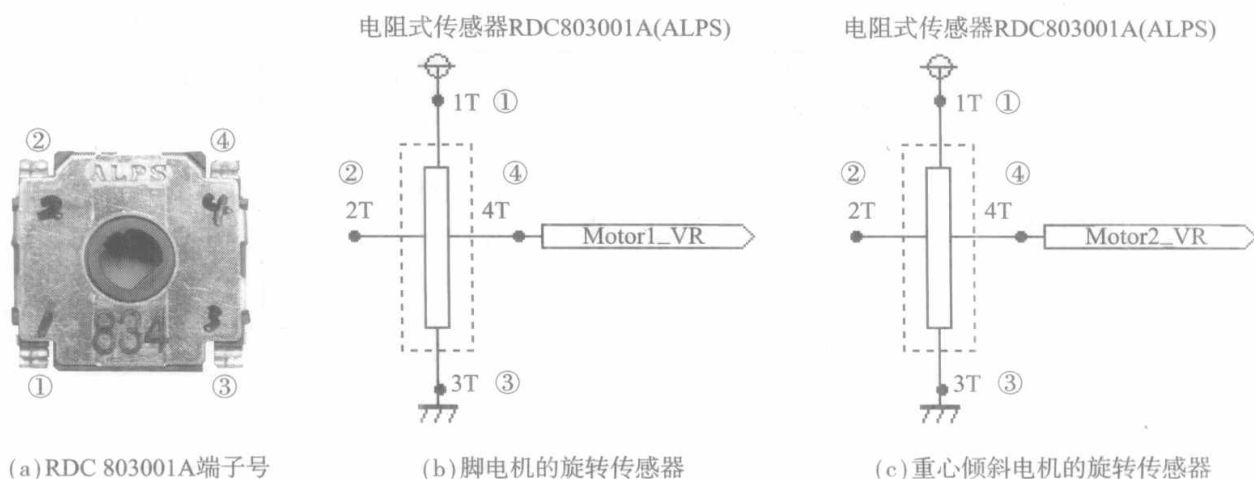 电阻式传感器RDC803001A(ALPS)
电阻式传感器RDC803001A(ALPS)
1T ①
1T ①
② ④
ALPS
2 4
② ④
② ④
2T 4T
2T 4T
Motor1_VR
Motor2_VR
1 834 3
① ③
3T ③
3T ③
(a)RDC 803001A端子号
(b)脚电机的旋转传感器
(c)重心倾斜电机的旋转传感器